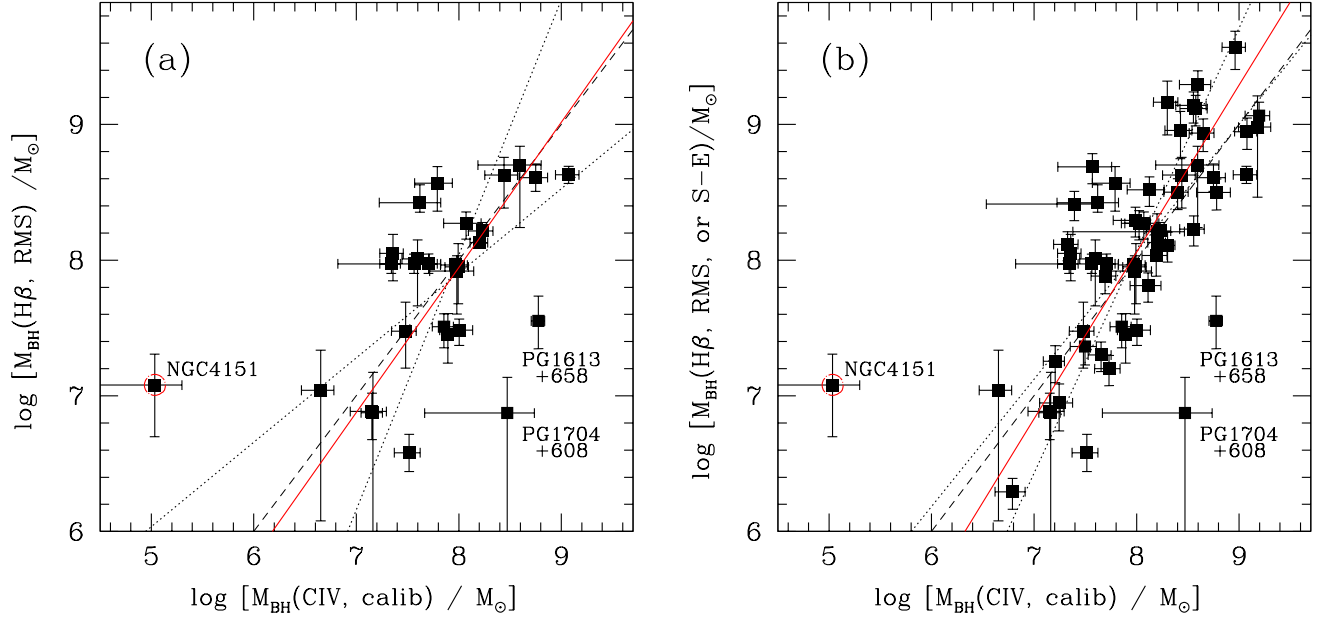 (a)
log [M_BH(Hβ, RMS) /M_⊙]
9
8
7
6
NGC4151
PG1613
+658
PG1704
+608
5 6 7 8 9
log [M_BH(CIV, calib) / M_⊙]
(b)
log [M_BH(Hβ, RMS, or S-E)/M_⊙]
9
8
7
6
NGC4151
PG1613
+658
PG1704
+608
5 6 7 8 9
log [M_BH(CIV, calib) / M_⊙]